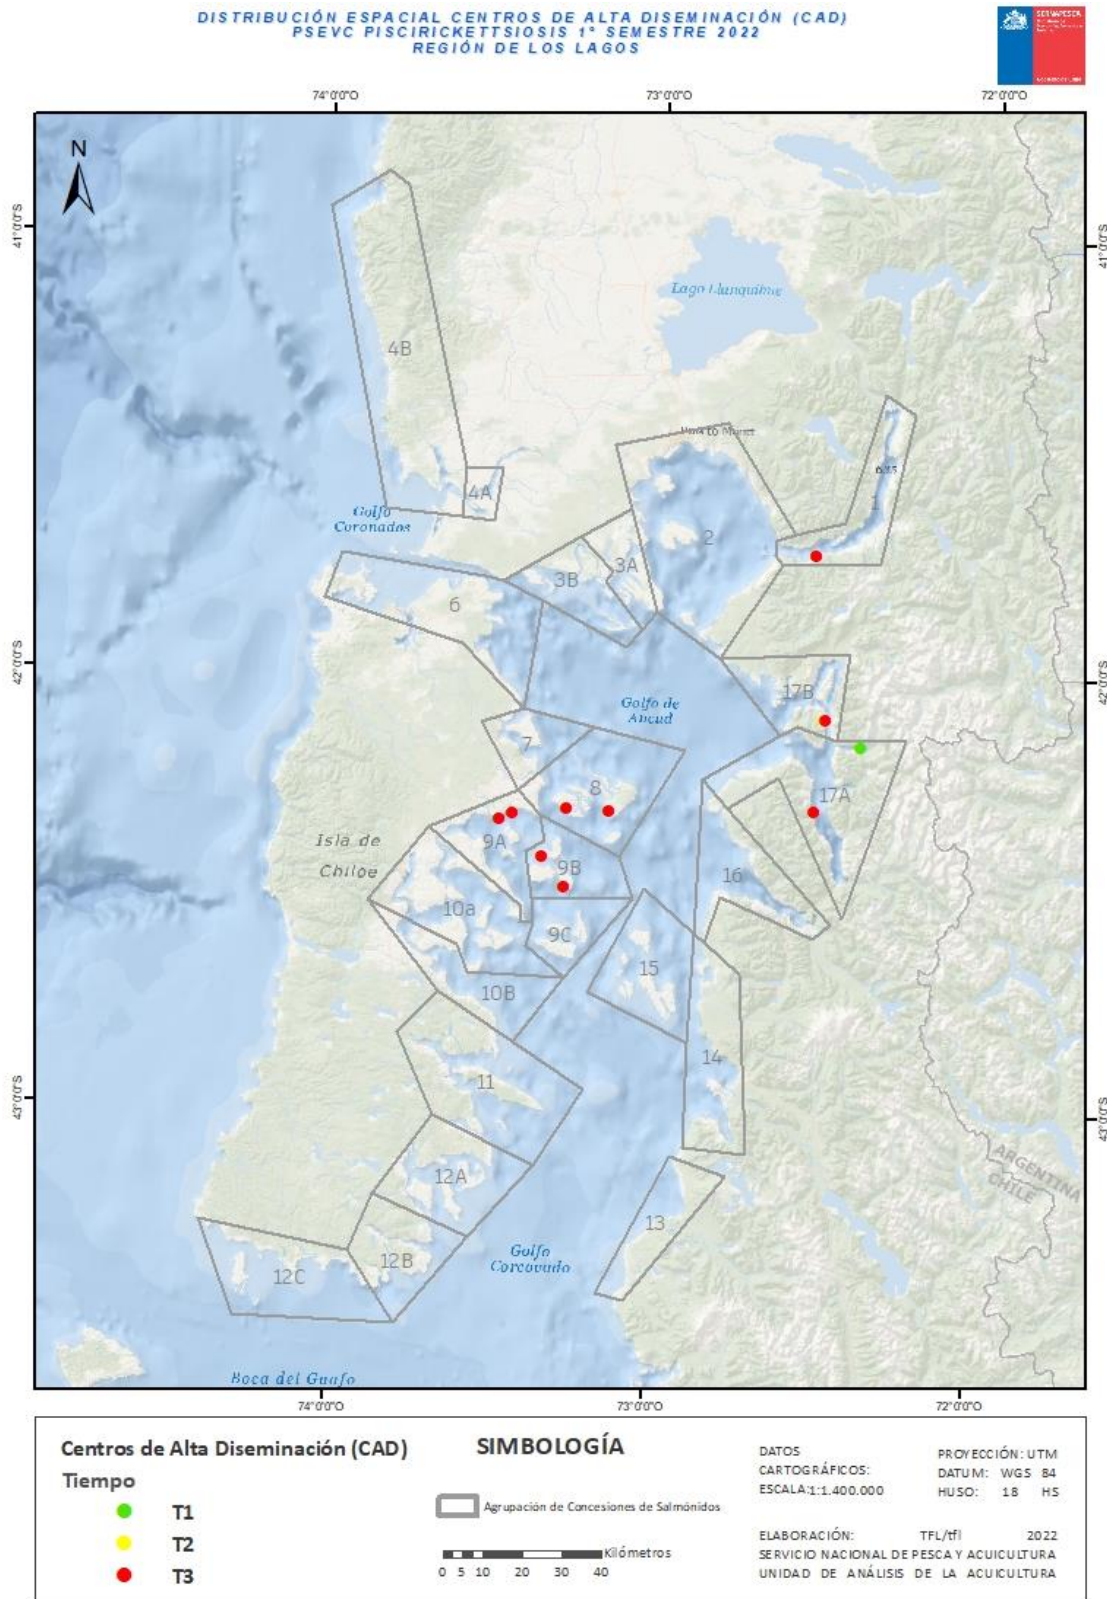 DISTRIBUCIÓN ESPACIAL CENTROS DE ALTA DISEMINACIÓN (CAD)
PSEVC PISCIRICKETTSIOSIS 1° SEMESTRE 2022
REGIÓN DE LOS LAGOS
SERNAPESCA
74°0'0"O 73°0'0"O 72°0'0"O
N
41°0'0"S
41°0'0"S
Lago Llanquihue
4B
Puerto Montt
1
4A
Golfo
Coronados
2
3A
3B
6
42°0'0"S
42°0'0"S
17B
Golfo de
Ancud
7
8
17A
Isla de
Chiloe
9A
9B
16
10a
9C
15
10B
14
11
43°0'0"S
43°0'0"S
ARGENTINA
CHILE
12A
13
12B
Golfo
Corcovado
12C
Boca del Guafo
74°0'0"O 73°0'0"O 72°0'0"O
Centros de Alta Diseminación (CAD)
Tiempo
T1
T2
T3
SIMBOLOGÍA
Agrupación de Concesiones de Salmónidos
Kilómetros
0 5 10 20 30 40
DATOS
CARTOGRÁFICOS:
ESCALA:1:1.400.000
PROYECCIÓN: UTM
DATUM: WGS 84
HUSO: 18 HS
ELABORACIÓN: TFL/tfl 2022
SERVICIO NACIONAL DE PESCA Y ACUICULTURA
UNIDAD DE ANÁLISIS DE LA ACUICULTURA